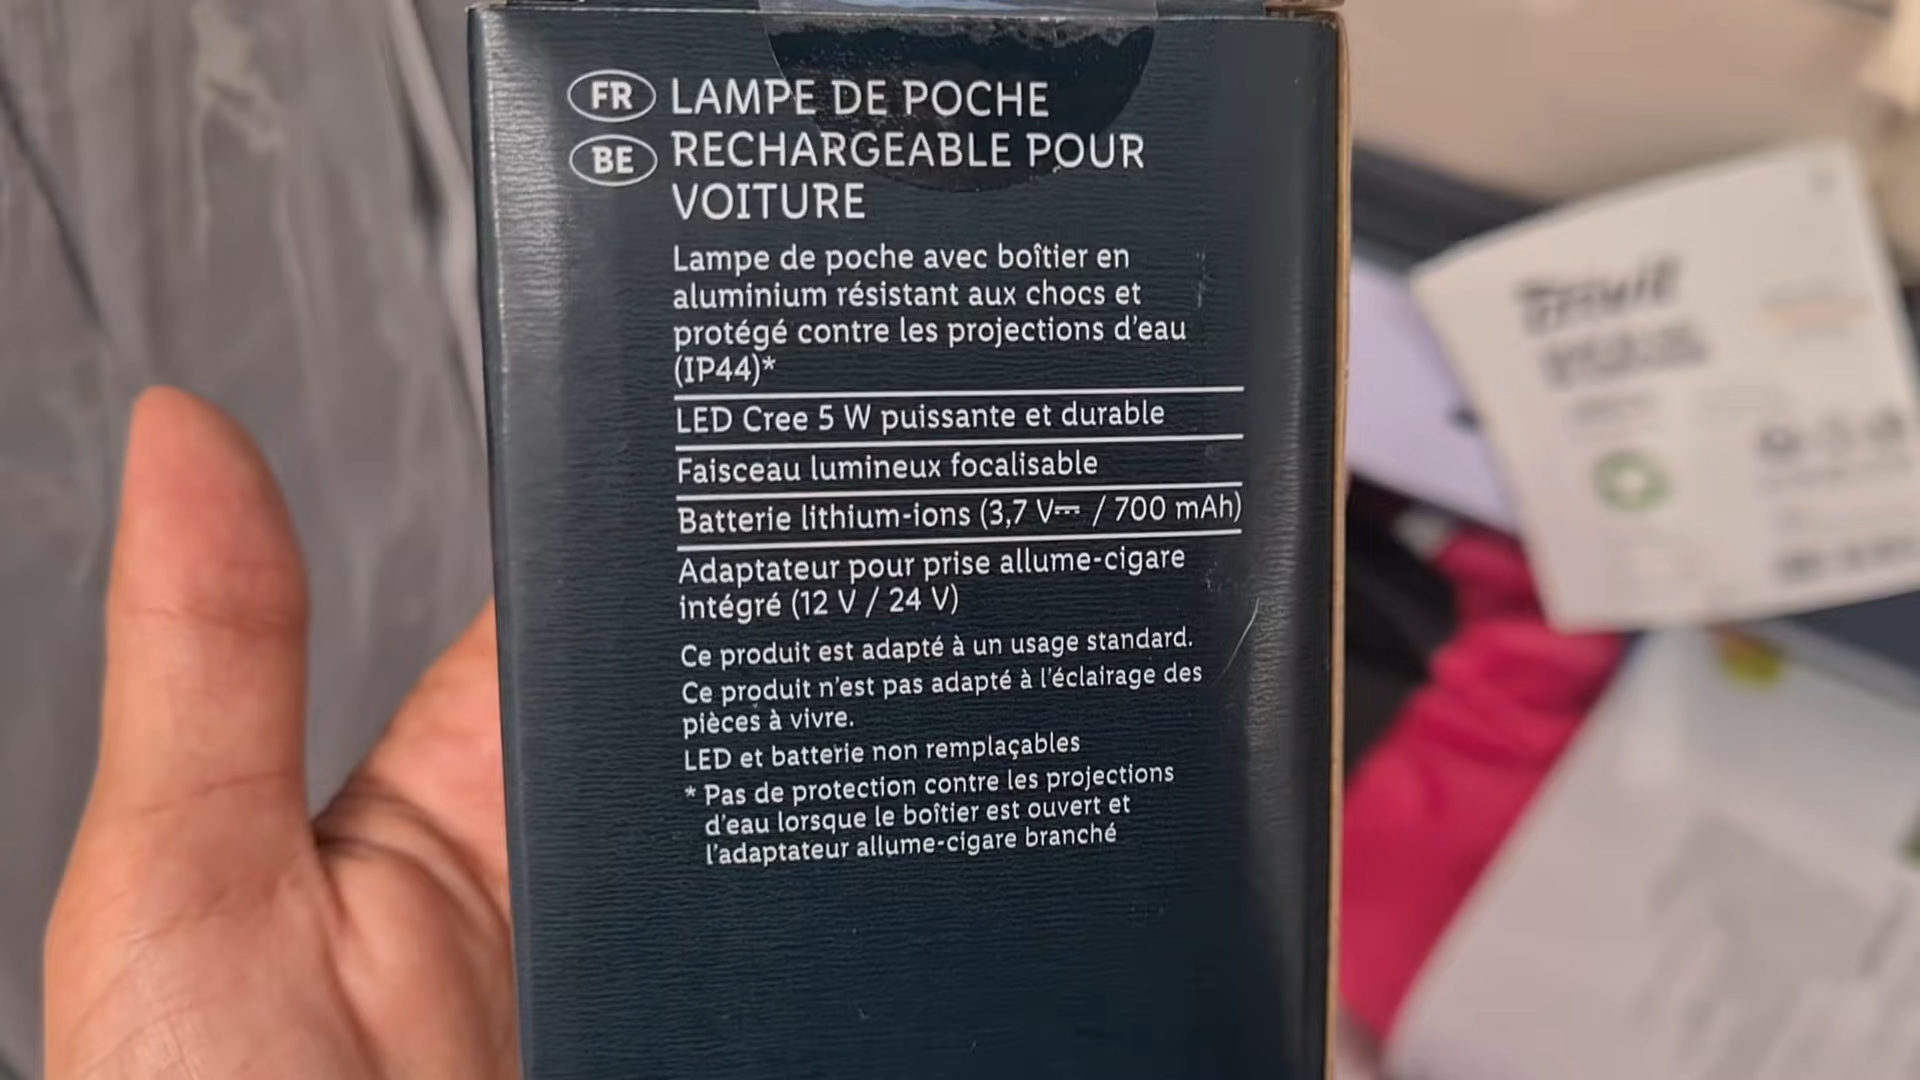 FR LAMPE DE POCHE
BE RECHARGEABLE POUR
VOITURE
Lampe de poche avec boîtier en
aluminium résistant aux chocs et
protégé contre les projections d'eau
(IP44)*
LED Cree 5 W puissante et durable
Faisceau lumineux focalisable
Batterie lithium-ions (3,7 V⎓ / 700 mAh)
Adaptateur pour prise allume-cigare
intégré (12 V / 24 V)
Ce produit est adapté à un usage standard.
Ce produit n'est pas adapté à l'éclairage des
pièces à vivre.
LED et batterie non remplaçables
* Pas de protection contre les projections
d'eau lorsque le boîtier est ouvert et
l'adaptateur allume-cigare branché